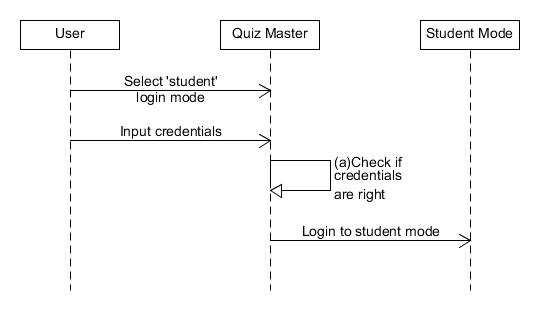 User
Quiz Master
Student Mode
Select 'student'
login mode
Input credentials
(a)Check if
credentials
are right
Login to student mode